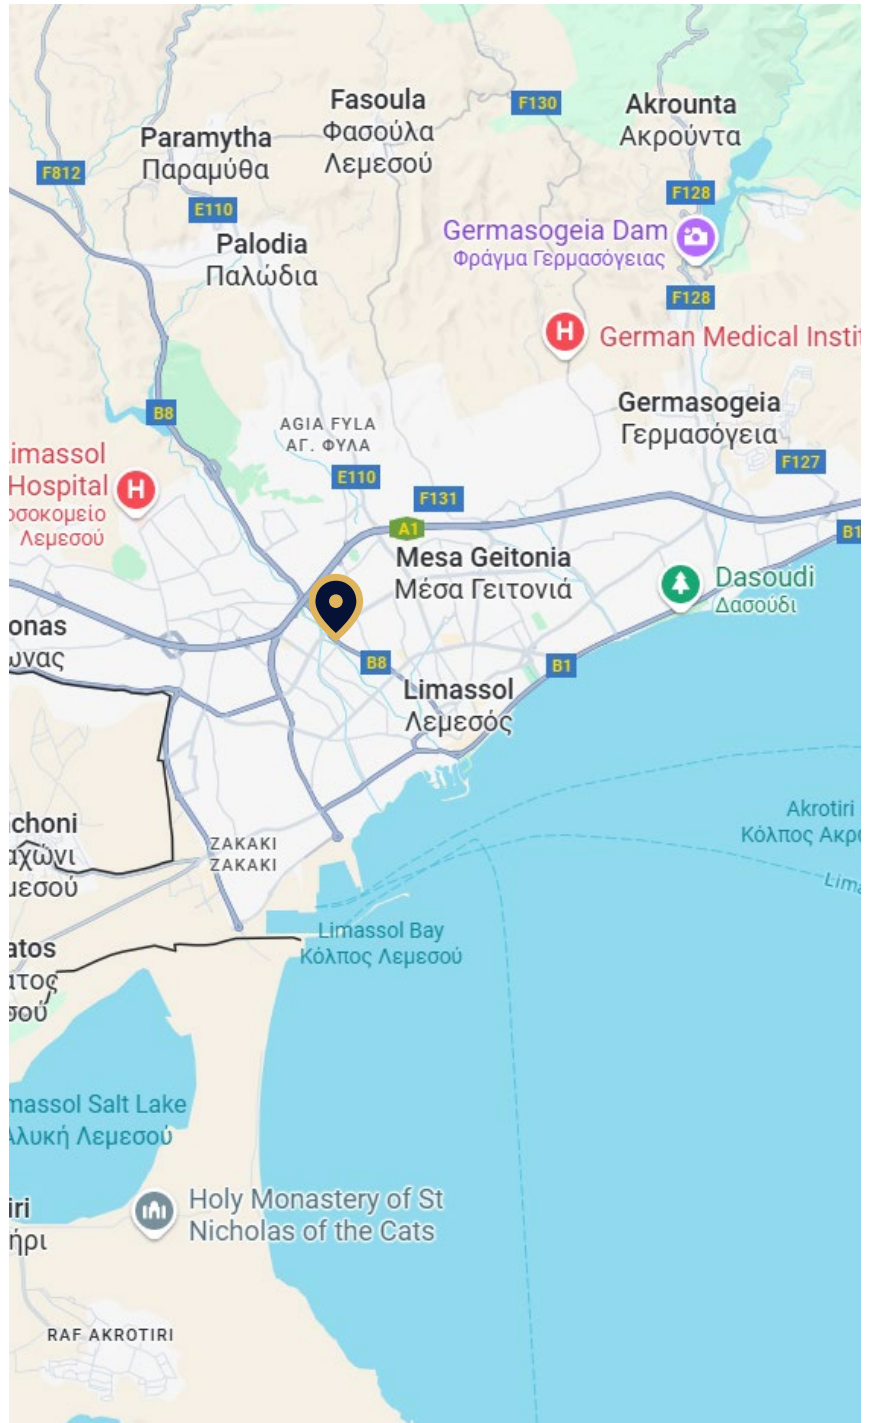 Fasoula
Φασούλα
Λεμεσού
F130
Akrounta
Ακρούντα
Paramytha
Παραμύθα
F812
F128
E110
Germasogeia Dam
Φράγμα Γερμασόγειας
Palodia
Παλώδια
F128
H
German Medical Instit
Germasogeia
Γερμασόγεια
B8
AGIA FYLA
ΑΓ. ΦΥΛΑ
F127
imassol
Hospital
οσοκομείο
Λεμεσού
H
E110
F131
A1
B1
Mesa Geitonia
Μέσα Γειτονιά
Dasoudi
Δασούδι
onas
ωνας
B8
B1
Limassol
Λεμεσός
Akrotiri
Κόλπος Ακρ
choni
αχώνι
μεσού
ZAKAKI
ΖΑΚΑΚΙ
Lima
Limassol Bay
Κόλπος Λεμεσού
atos
ατος
σού
massol Salt Lake
Αλυκή Λεμεσού
Holy Monastery of St
Nicholas of the Cats
iri
ήρι
RAF AKROTIRI